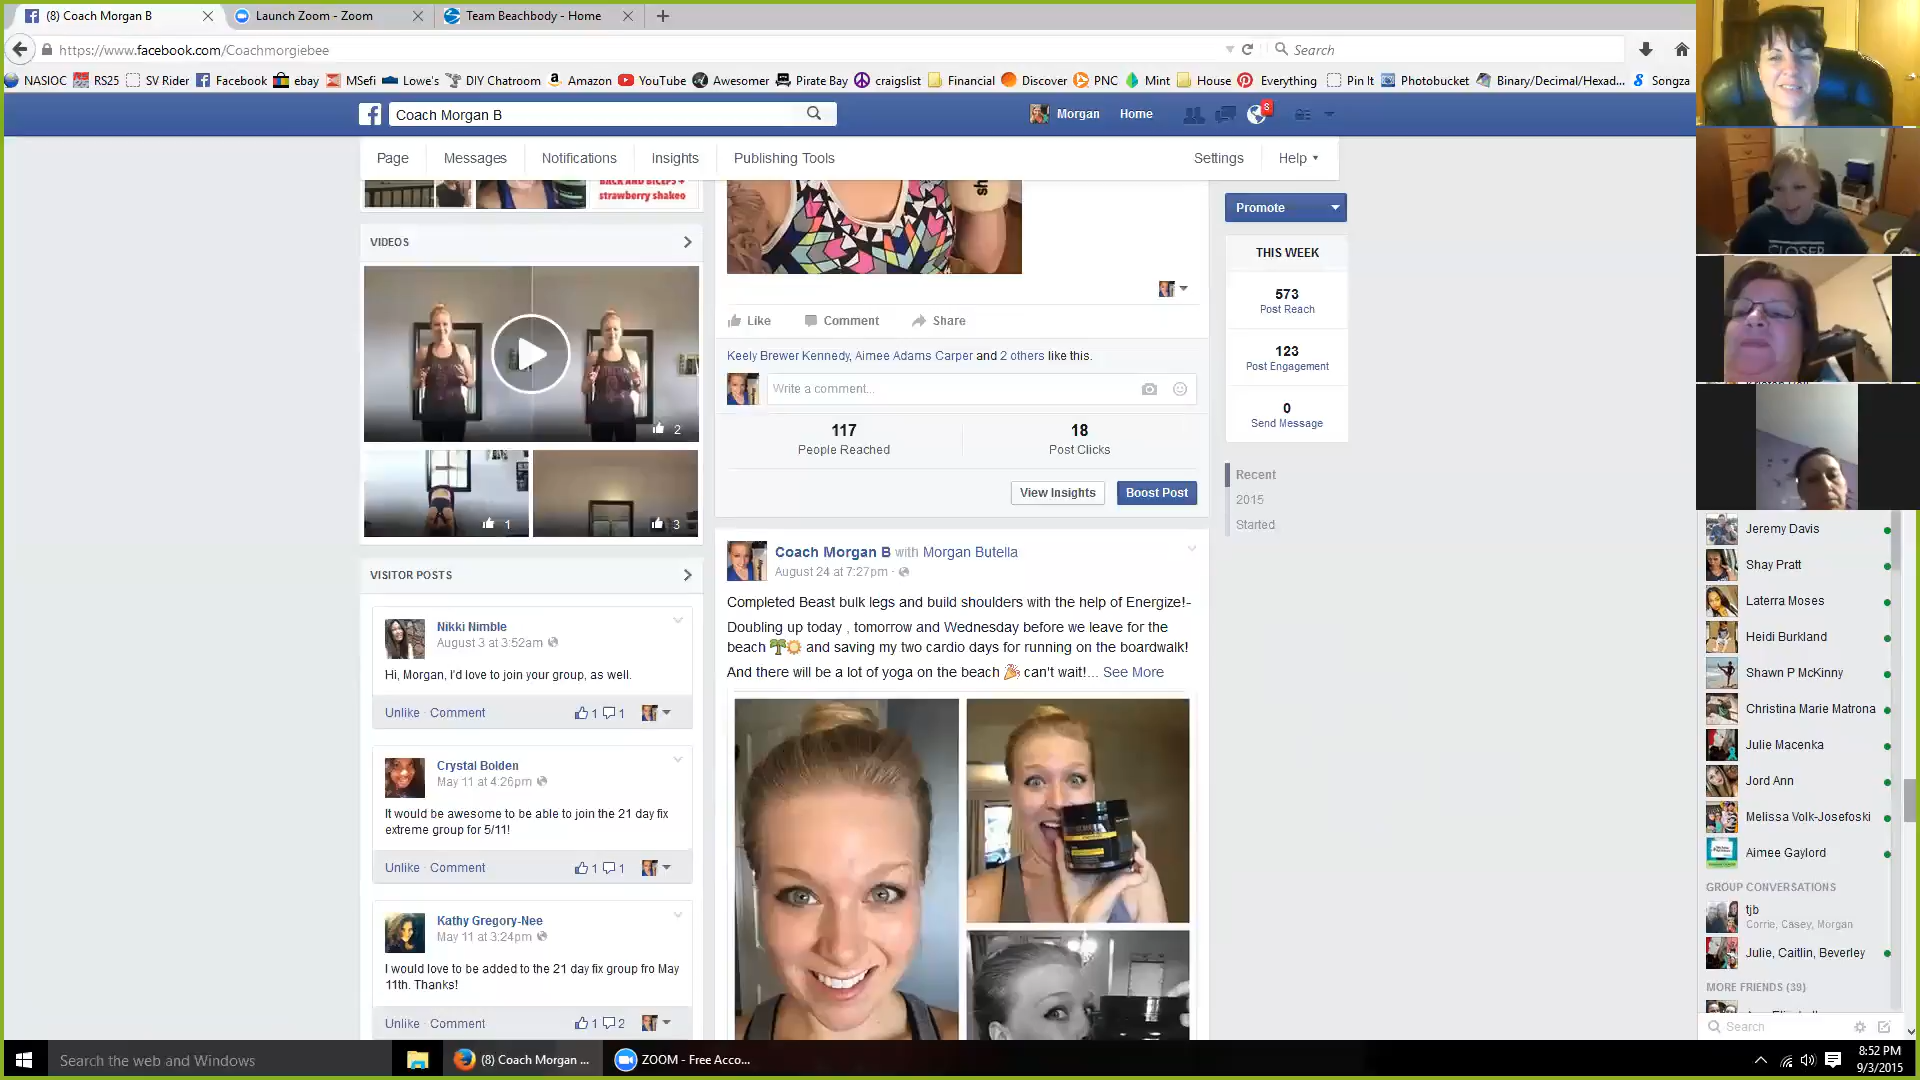 (8) Coach Morgan B
Launch Zoom - Zoom
Team Beachbody - Home
https://www.facebook.com/Coachmorgiebee
Search
NASIOC RS25 SV Rider Facebook ebay MSefi Lowe's DIY Chatroom Amazon YouTube Awesomer Pirate Bay craigslist Financial Discover PNC Mint House Everything Pin It Photobucket Binary/Decimal/Hexad... Songza
Coach Morgan B
Morgan Home
8
Page Messages Notifications Insights Publishing Tools Settings Help
BACK AND BICEPS +
strawberry shakeo
VIDEOS
2
1
3
VISITOR POSTS
Nikki Nimble
August 3 at 3:52am
Hi, Morgan, I'd love to join your group, as well.
Unlike · Comment 1 1
Crystal Bolden
May 11 at 4:26pm
It would be awesome to be able to join the 21 day fix
extreme group for 5/11!
Unlike · Comment 1 1
Kathy Gregory-Nee
May 11 at 3:24pm
I would love to be added to the 21 day fix group fro May
11th. Thanks!
Unlike · Comment 1 2
sh
Like Comment Share
Keely Brewer Kennedy, Aimee Adams Carper and 2 others like this.
Write a comment...
117
People Reached
18
Post Clicks
View Insights
Boost Post
Coach Morgan B with Morgan Butella
August 24 at 7:27pm ·
Completed Beast bulk legs and build shoulders with the help of Energize!-
Doubling up today , tomorrow and Wednesday before we leave for the
beach 🌴☀️ and saving my two cardio days for running on the boardwalk!
And there will be a lot of yoga on the beach 🎉 can't wait!... See More
Promote
THIS WEEK
573
Post Reach
123
Post Engagement
0
Send Message
Recent
2015
Started
CLOSER
Jeremy Davis
Shay Pratt
Laterra Moses
Heidi Burkland
Shawn P McKinny
Christina Marie Matrona
Julie Macenka
Jord Ann
Melissa Volk-Josefoski
Aimee Gaylord
GROUP CONVERSATIONS
tjb
Corrie, Casey, Morgan
Julie, Caitlin, Beverley
MORE FRIENDS (39)
Search
Search the web and Windows
(8) Coach Morgan ...
ZOOM - Free Acco...
8:52 PM
9/3/2015